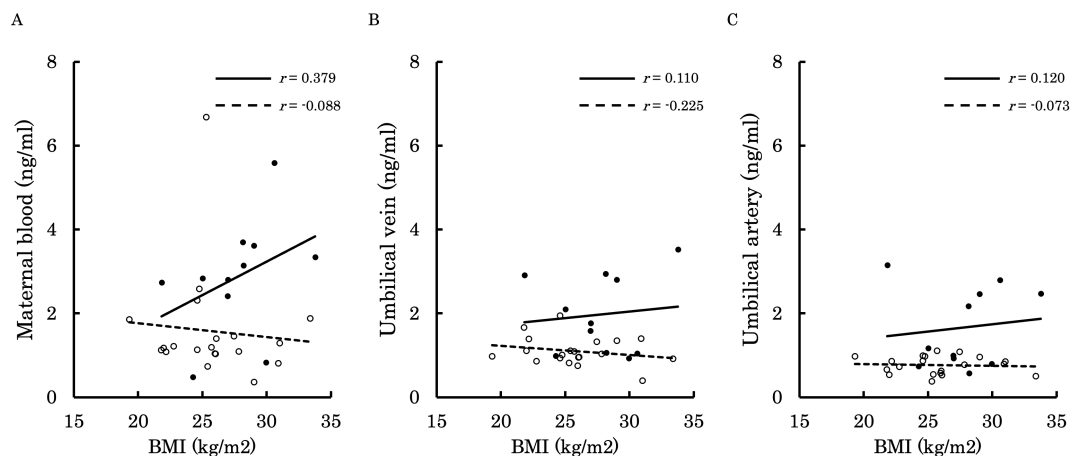 A
B
C
8
6
4
2
0
15
20
25
30
35
Maternal blood (ng/ml)
BMI (kg/m2)
r = 0.379
r = -0.088
8
6
4
2
0
15
20
25
30
35
Umbilical vein (ng/ml)
BMI (kg/m2)
r = 0.110
r = -0.225
8
6
4
2
0
15
20
25
30
35
Umbilical artery (ng/ml)
BMI (kg/m2)
r = 0.120
r = -0.073